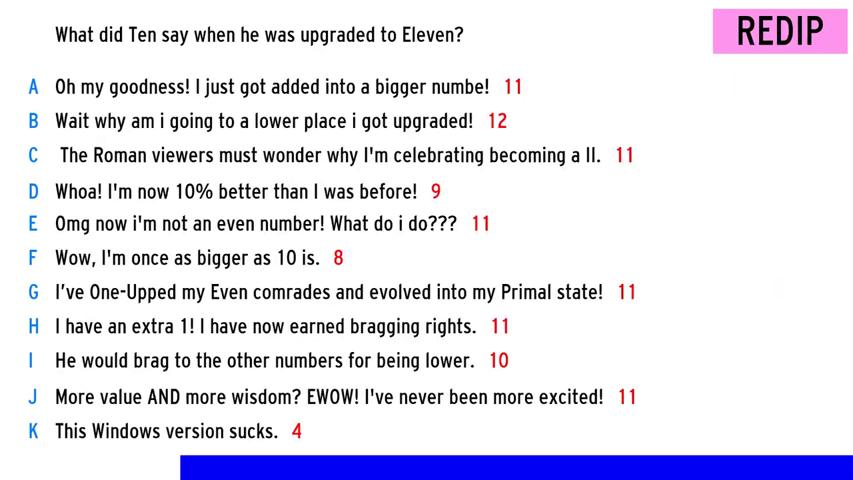 What did Ten say when he was upgraded to Eleven?
REDIP
A Oh my goodness! I just got added into a bigger numbe! 11
B Wait why am i going to a lower place i got upgraded! 12
C The Roman viewers must wonder why I'm celebrating becoming a II. 11
D Whoa! I'm now 10% better than I was before! 9
E Omg now i'm not an even number! What do i do??? 11
F Wow, I'm once as bigger as 10 is. 8
G I've One-Upped my Even comrades and evolved into my Primal state! 11
H I have an extra 1! I have now earned bragging rights. 11
I He would brag to the other numbers for being lower. 10
J More value AND more wisdom? EWOW! I've never been more excited! 11
K This Windows version sucks. 4